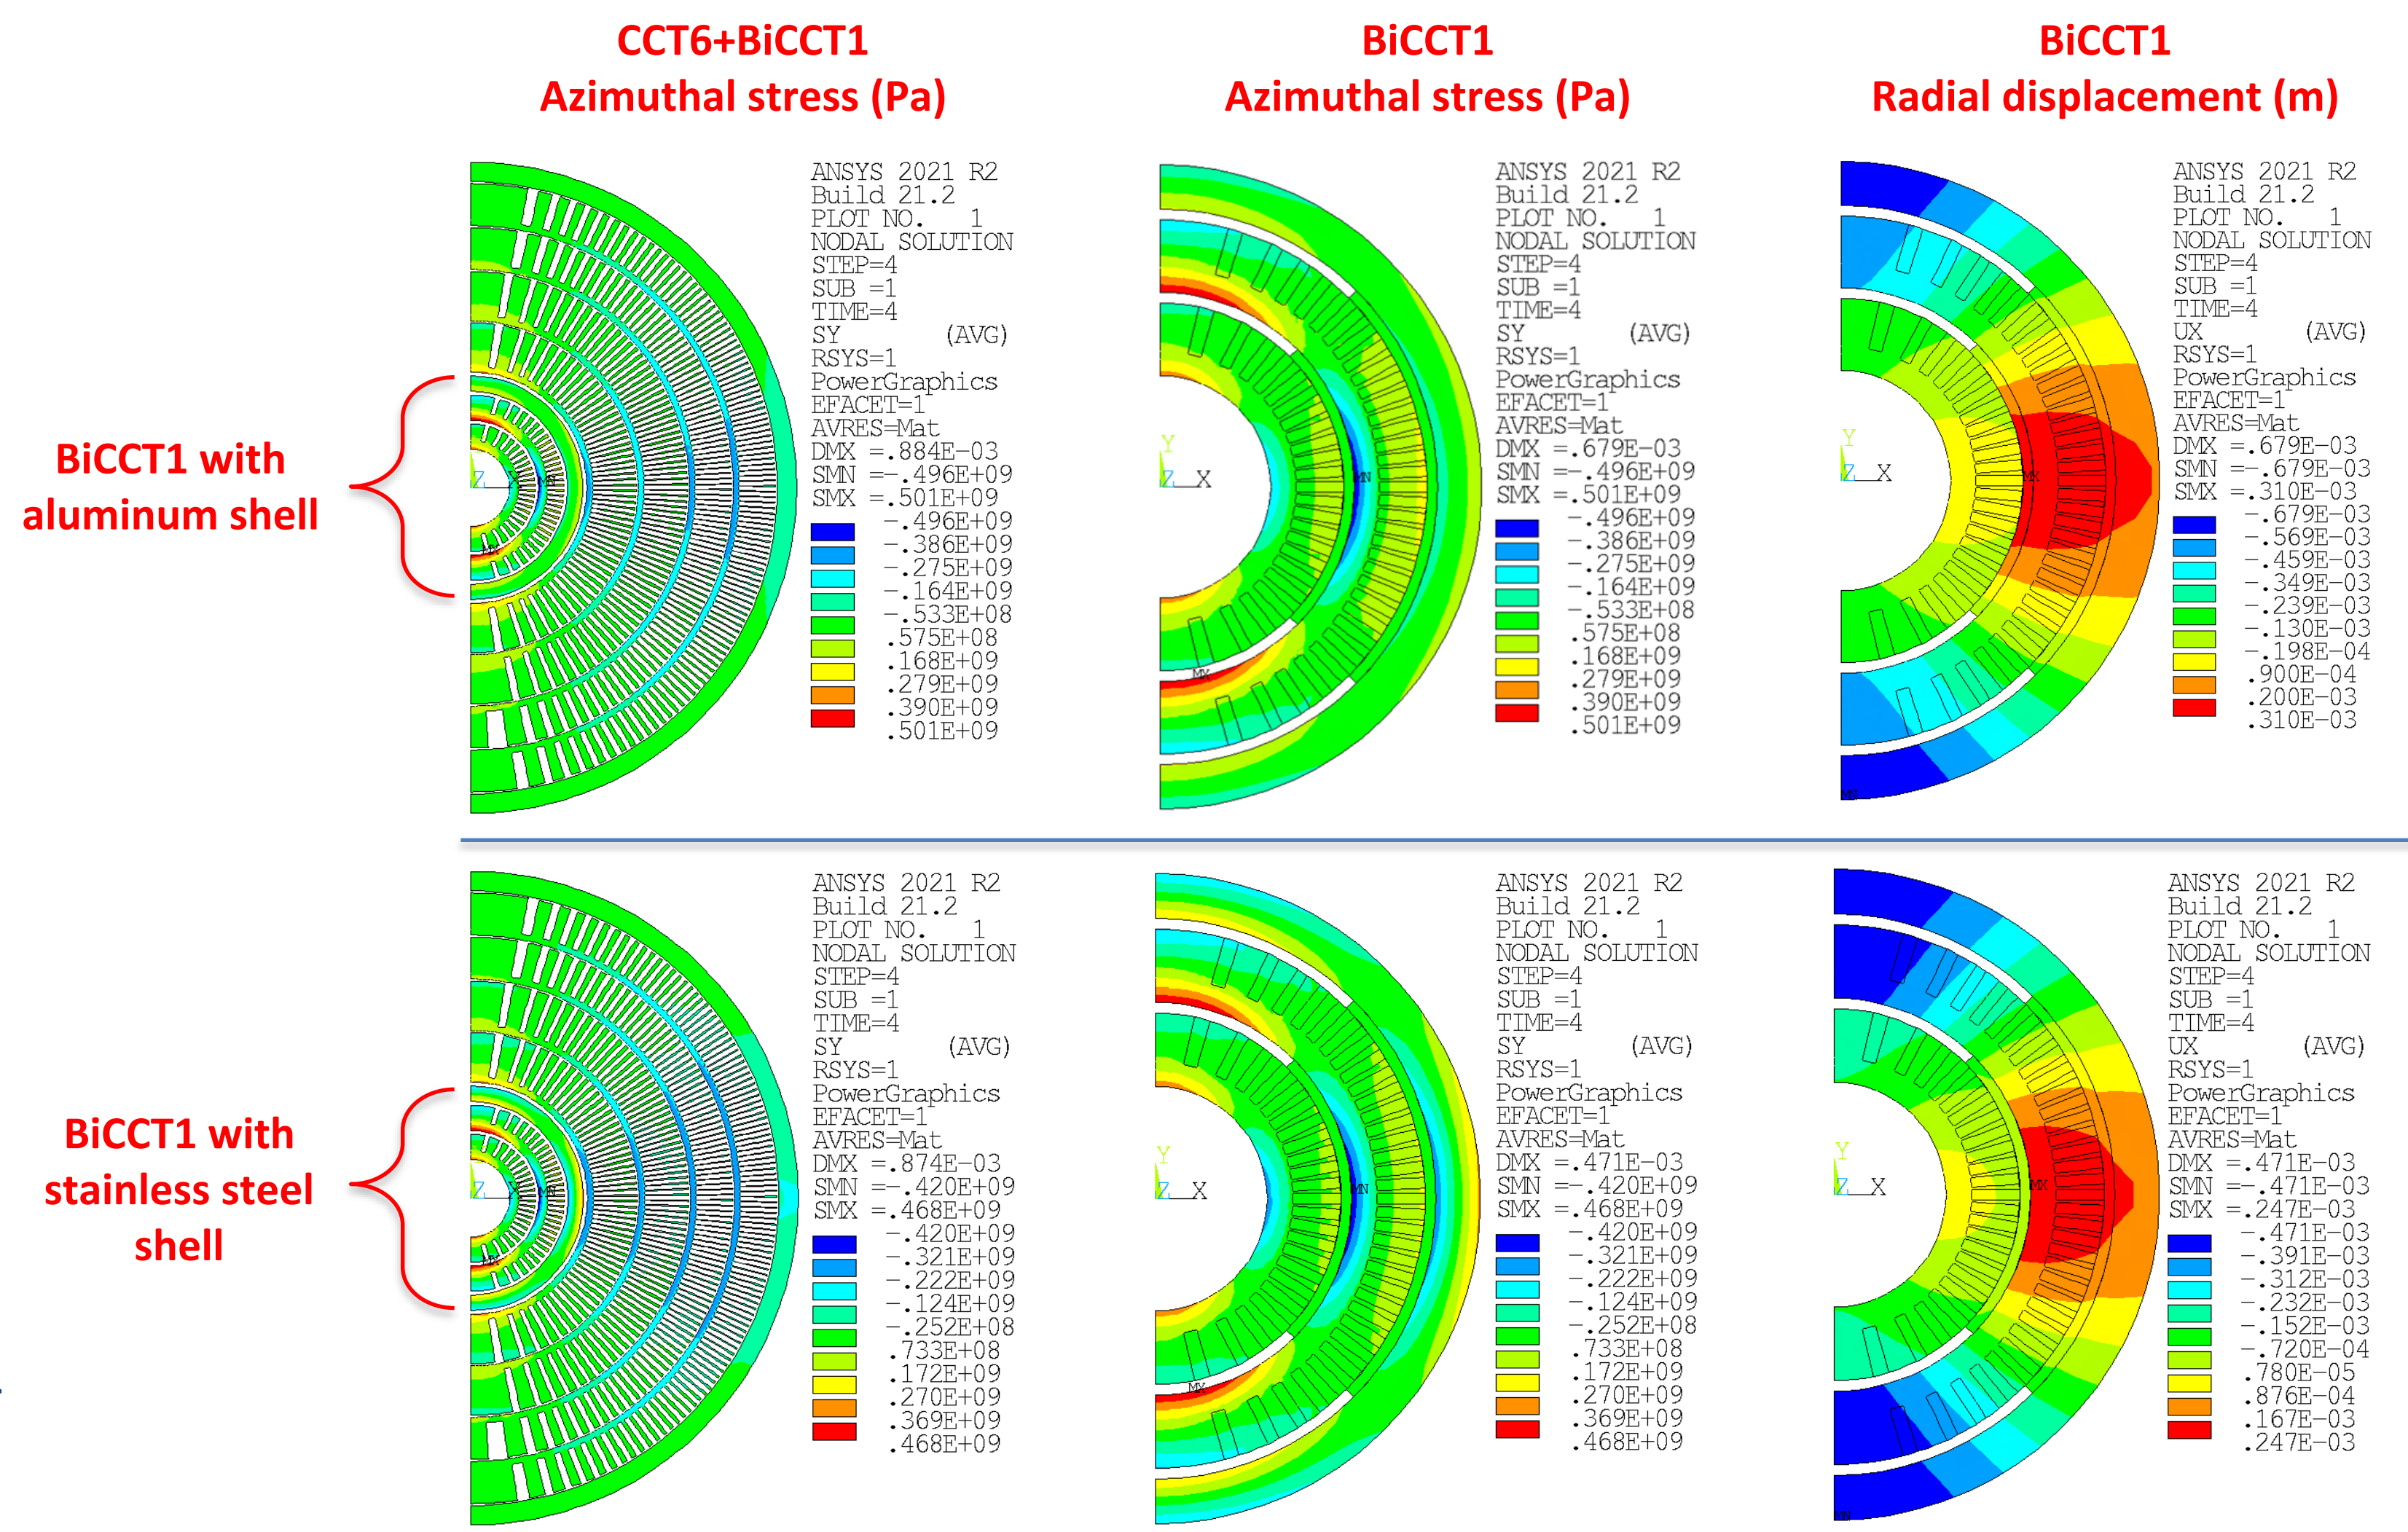 CCT6+BiCCT1
Azimuthal stress (Pa)
BiCCT1
Azimuthal stress (Pa)
BiCCT1
Radial displacement (m)
BiCCT1 with
aluminum shell
ANSYS 2021 R2
Build 21.2
PLOT NO. 1
NODAL SOLUTION
STEP=4
SUB =1
TIME=4
SY (AVG)
RSYS=1
PowerGraphics
EFACET=1
AVRES=Mat
DMX =.884E-03
SMN =-.496E+09
SMX =.501E+09
-.496E+09
-.386E+09
-.275E+09
-.164E+09
-.533E+08
.575E+08
.168E+09
.279E+09
.390E+09
.501E+09
Z X
MN
MX
ANSYS 2021 R2
Build 21.2
PLOT NO. 1
NODAL SOLUTION
STEP=4
SUB =1
TIME=4
SY (AVG)
RSYS=1
PowerGraphics
EFACET=1
AVRES=Mat
DMX =.679E-03
SMN =-.496E+09
SMX =.501E+09
-.496E+09
-.386E+09
-.275E+09
-.164E+09
-.533E+08
.575E+08
.168E+09
.279E+09
.390E+09
.501E+09
Y
Z X
MN
MX
ANSYS 2021 R2
Build 21.2
PLOT NO. 1
NODAL SOLUTION
STEP=4
SUB =1
TIME=4
UX (AVG)
RSYS=1
PowerGraphics
EFACET=1
AVRES=Mat
DMX =.679E-03
SMN =-.679E-03
SMX =.310E-03
-.679E-03
-.569E-03
-.459E-03
-.349E-03
-.239E-03
-.130E-03
-.198E-04
.900E-04
.200E-03
.310E-03
Y
Z X
MX
MN
BiCCT1 with
stainless steel
shell
ANSYS 2021 R2
Build 21.2
PLOT NO. 1
NODAL SOLUTION
STEP=4
SUB =1
TIME=4
SY (AVG)
RSYS=1
PowerGraphics
EFACET=1
AVRES=Mat
DMX =.874E-03
SMN =-.420E+09
SMX =.468E+09
-.420E+09
-.321E+09
-.222E+09
-.124E+09
-.252E+08
.733E+08
.172E+09
.270E+09
.369E+09
.468E+09
Z X
MN
MX
ANSYS 2021 R2
Build 21.2
PLOT NO. 1
NODAL SOLUTION
STEP=4
SUB =1
TIME=4
SY (AVG)
RSYS=1
PowerGraphics
EFACET=1
AVRES=Mat
DMX =.471E-03
SMN =-.420E+09
SMX =.468E+09
-.420E+09
-.321E+09
-.222E+09
-.124E+09
-.252E+08
.733E+08
.172E+09
.270E+09
.369E+09
.468E+09
Y
Z X
MN
MX
ANSYS 2021 R2
Build 21.2
PLOT NO. 1
NODAL SOLUTION
STEP=4
SUB =1
TIME=4
UX (AVG)
RSYS=1
PowerGraphics
EFACET=1
AVRES=Mat
DMX =.471E-03
SMN =-.471E-03
SMX =.247E-03
-.471E-03
-.391E-03
-.312E-03
-.232E-03
-.152E-03
-.720E-04
.780E-05
.876E-04
.167E-03
.247E-03
Y
Z X
MX
MN